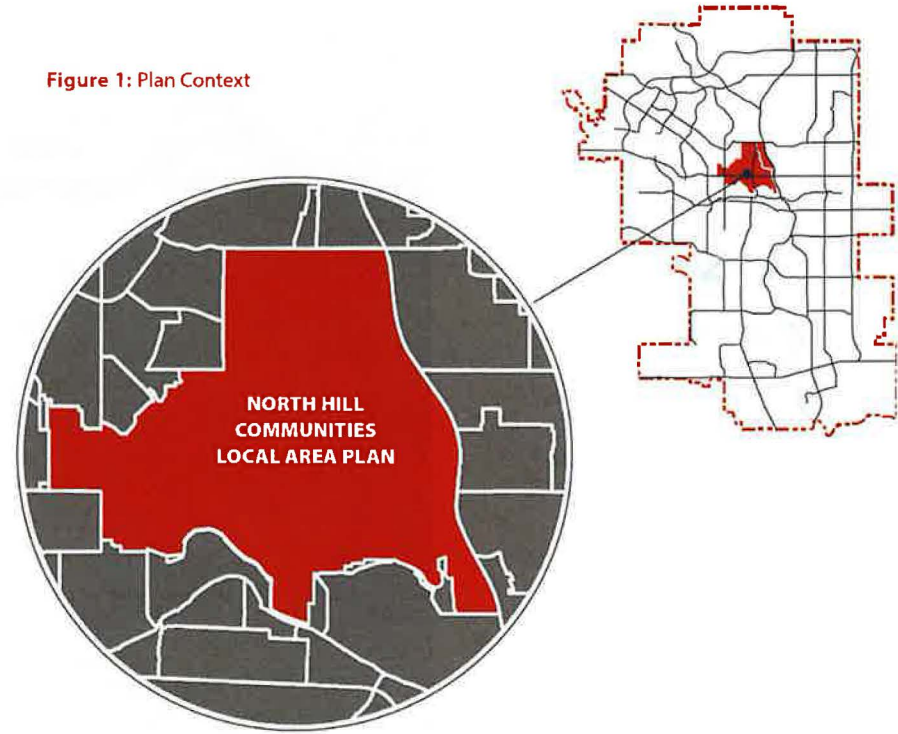 Figure 1: Plan Context
NORTH HILL
COMMUNITIES
LOCAL AREA PLAN